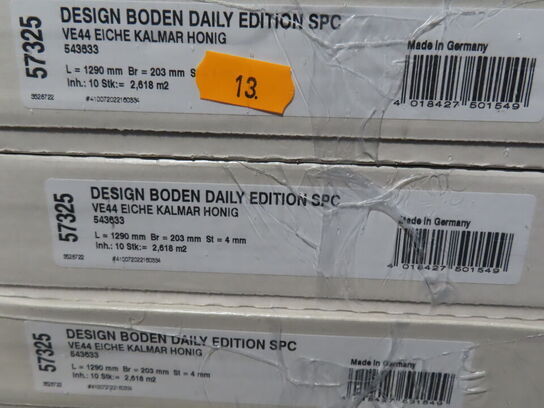 57325
DESIGN BODEN DAILY EDITION SPC
VE44 EICHE KALMAR HONIG
543633
L = 1290 mm Br = 203 mm S
Inh.: 10 Stk:= 2,618 m2
Made in Germany
4 018427 501549
13.
57325
DESIGN BODEN DAILY EDITION SPC
VE44 EICHE KALMAR HONIG
543633
L = 1290 mm Br = 203 mm St = 4 mm
Inh.: 10 Stk:= 2,618 m2
Made in Germany
4 018427 501549
57325
DESIGN BODEN DAILY EDITION SPC
VE44 EICHE KALMAR HONIG
543633
L = 1290 mm Br = 203 mm St = 4 mm
Inh.: 10 Stk:= 2,618 m2
Made in Germany